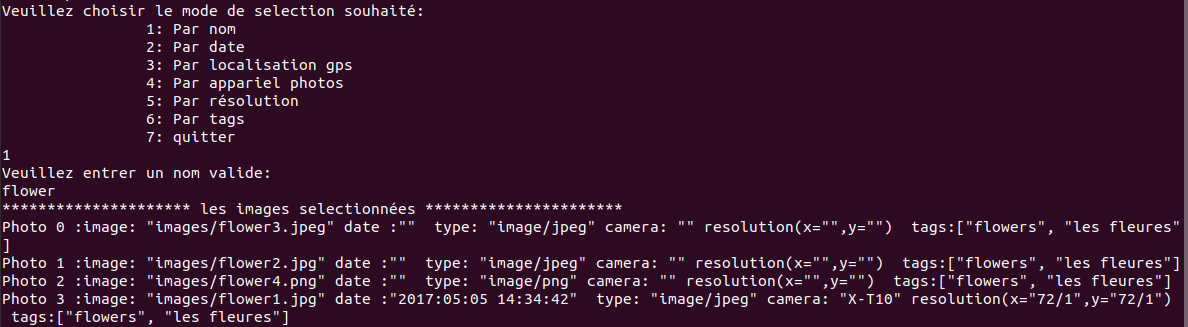 Veuillez choisir le mode de selection souhaité:
1: Par nom
2: Par date
3: Par localisation gps
4: Par appariel photos
5: Par résolution
6: Par tags
7: quitter
1
Veuillez entrer un nom valide:
flower
********************* les images selectionnées **********************
Photo 0 :image: "images/flower3.jpeg" date :""  type: "image/jpeg" camera: "" resolution(x="",y="")  tags:["flowers", "les fleures"
]
Photo 1 :image: "images/flower2.jpg" date :""  type: "image/jpeg" camera: "" resolution(x="",y="")  tags:["flowers", "les fleures"]
Photo 2 :image: "images/flower4.png" date :""  type: "image/png" camera: "" resolution(x="",y="")  tags:["flowers", "les fleures"]
Photo 3 :image: "images/flower1.jpg" date :"2017:05:05 14:34:42"  type: "image/jpeg" camera: "X-T10" resolution(x="72/1",y="72/1")
tags:["flowers", "les fleures"]